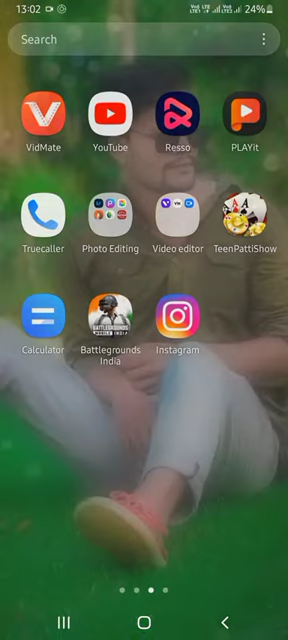 13:02
24%
Search
VidMate
YouTube
Resso
PLAYit
Truecaller
Photo Editing
Video editor
TeenPattiShow
Calculator
Battlegrounds
India
Instagram